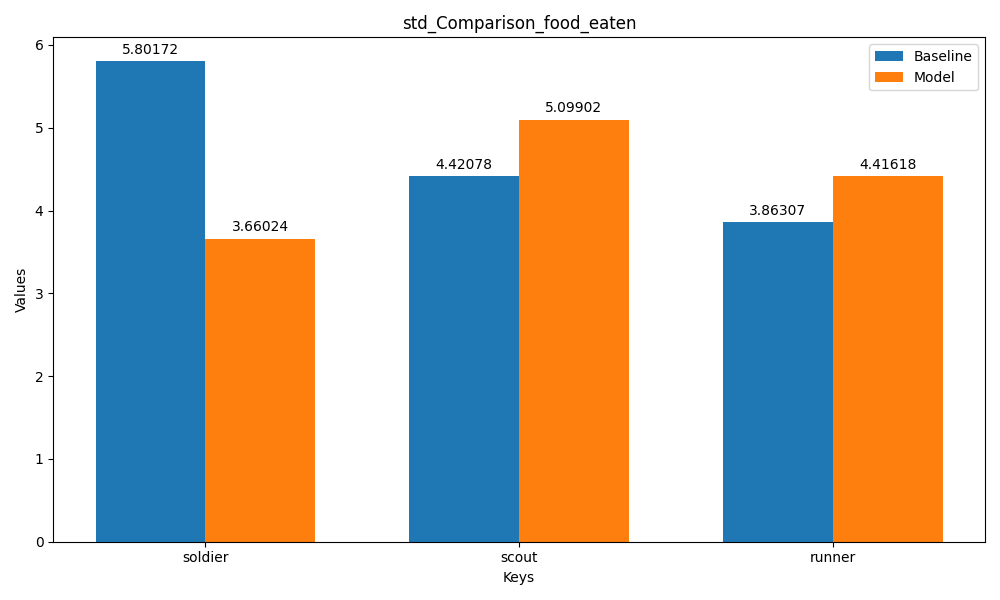 std_Comparison_food_eaten
6
5
4
3
2
1
0
Values
5.80172
3.66024
4.42078
5.09902
3.86307
4.41618
Baseline
Model
soldier
scout
runner
Keys